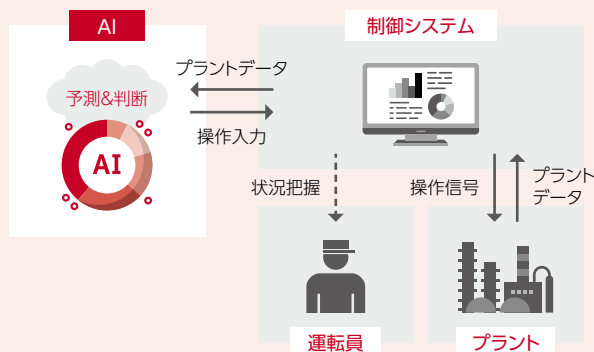 AI
制御システム
予測&判断
AI
プラントデータ
操作入力
状況把握
操作信号
プラント
データ
運転員
プラント